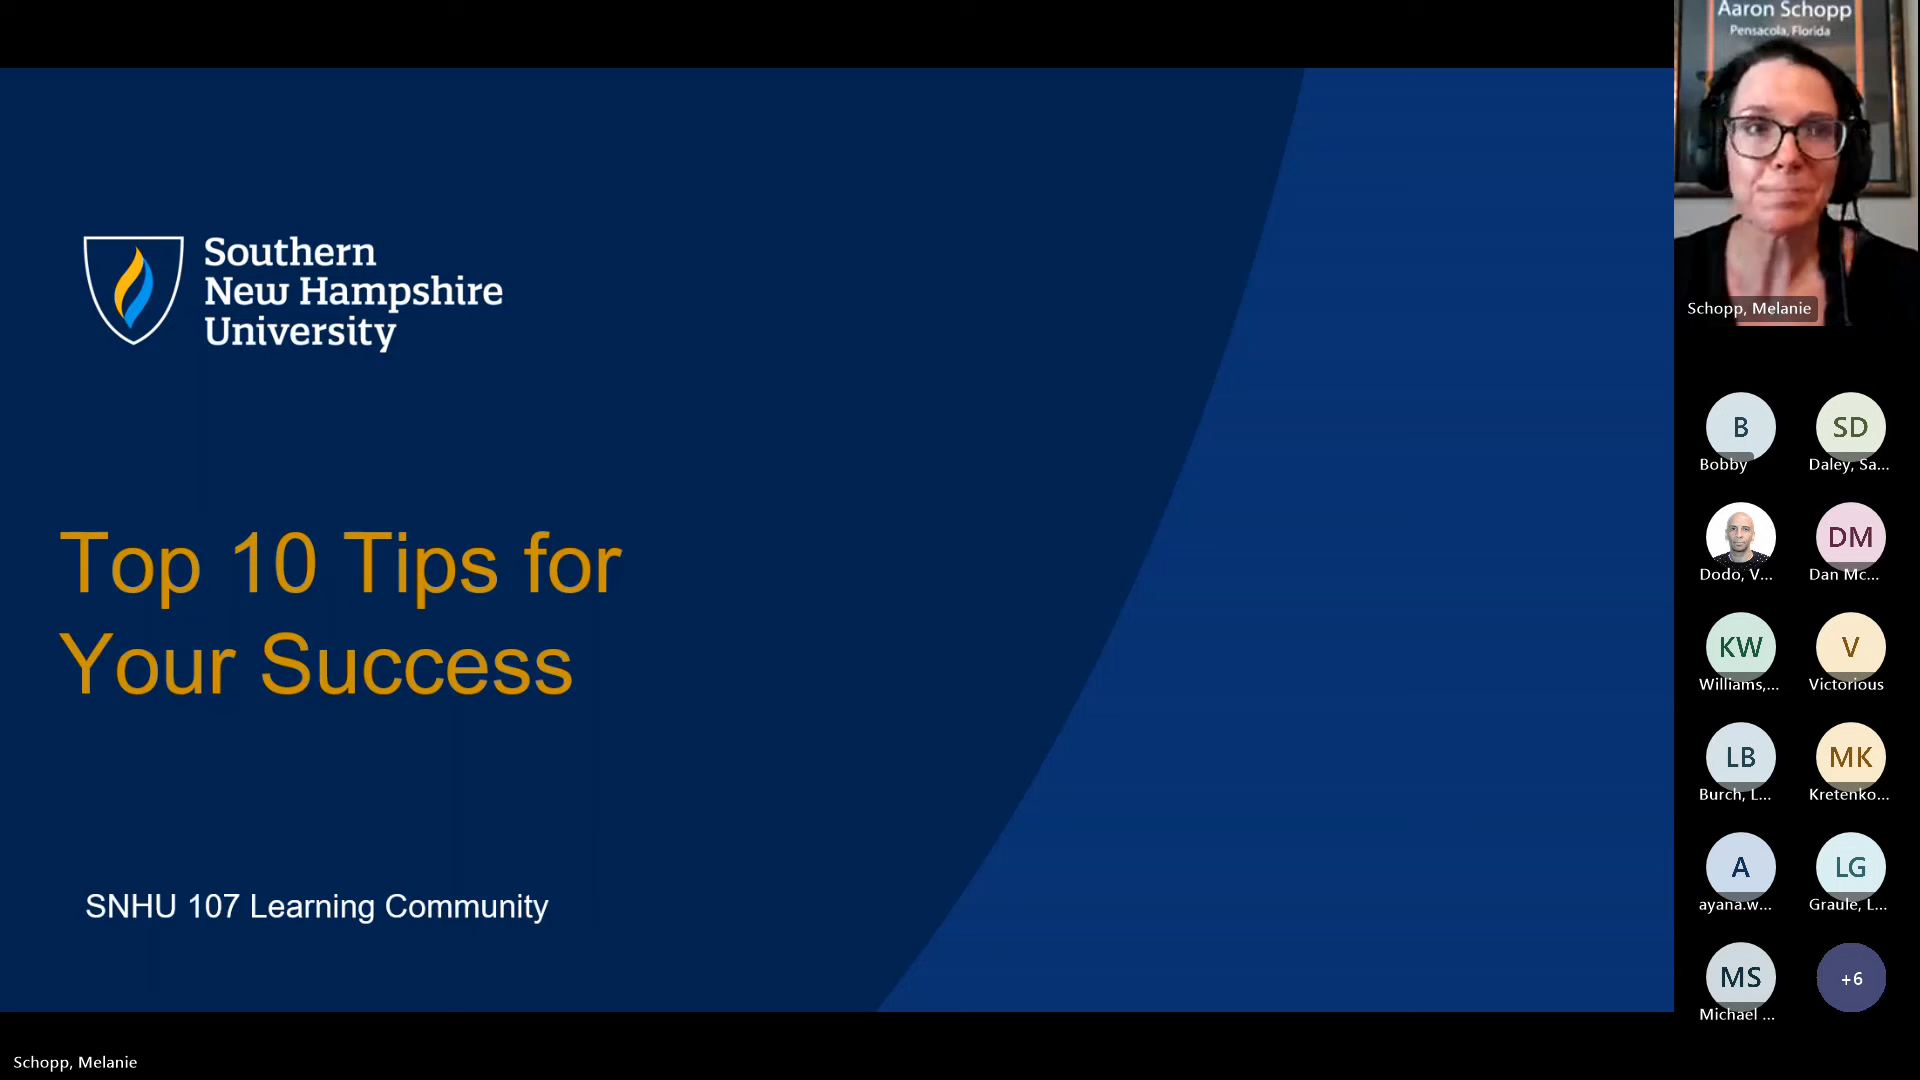 Aaron Schopp
Pensacola, Florida
Schopp, Melanie
Southern
New Hampshire
University
Top 10 Tips for
Your Success
SNHU 107 Learning Community
B
Bobby
SD
Daley, Sa...
Dodo, V...
DM
Dan Mc...
KW
Williams,...
V
Victorious
LB
Burch, L...
MK
Kretenko...
A
ayana.w...
LG
Graule, L...
MS
Michael ...
+6
Schopp, Melanie